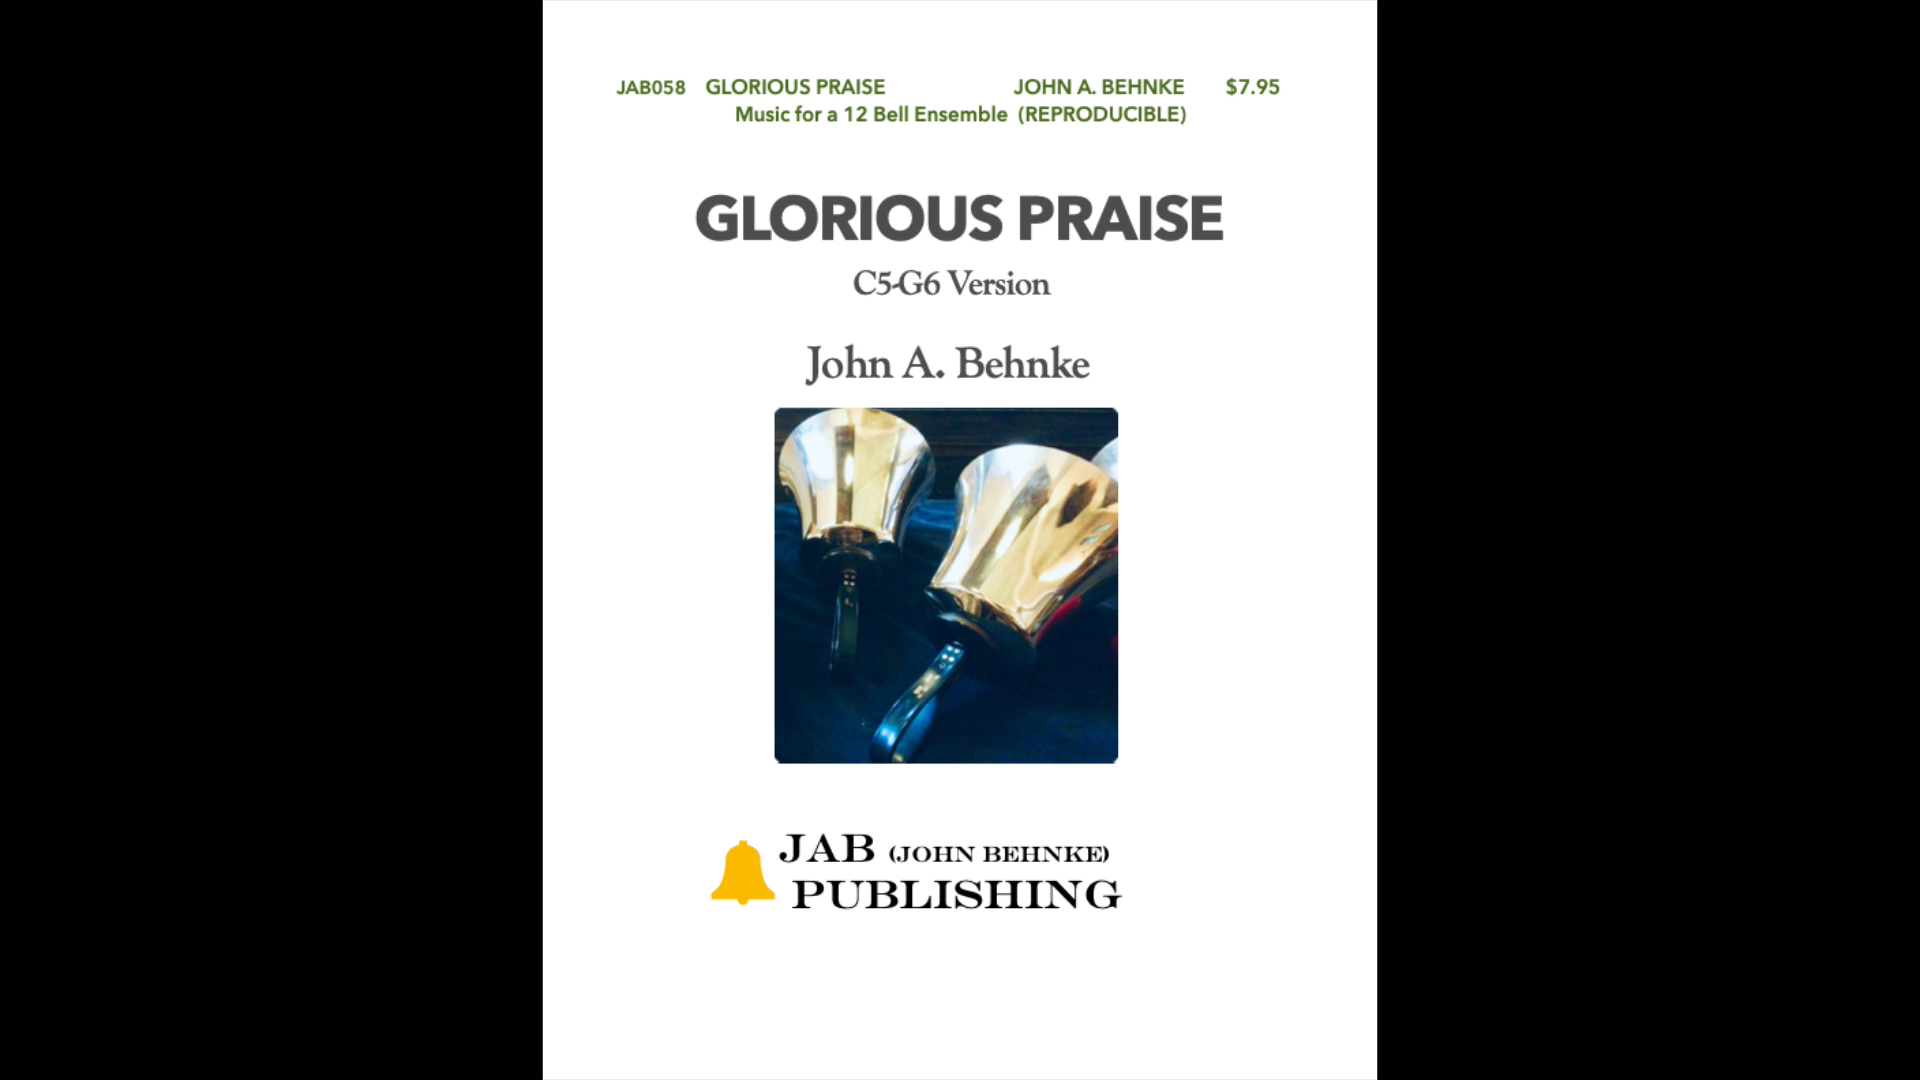 JAB058 GLORIOUS PRAISE JOHN A. BEHNKE $7.95
Music for a 12 Bell Ensemble (REPRODUCIBLE)
GLORIOUS PRAISE
C5-G6 Version
John A. Behnke
JAB (JOHN BEHNKE)
PUBLISHING